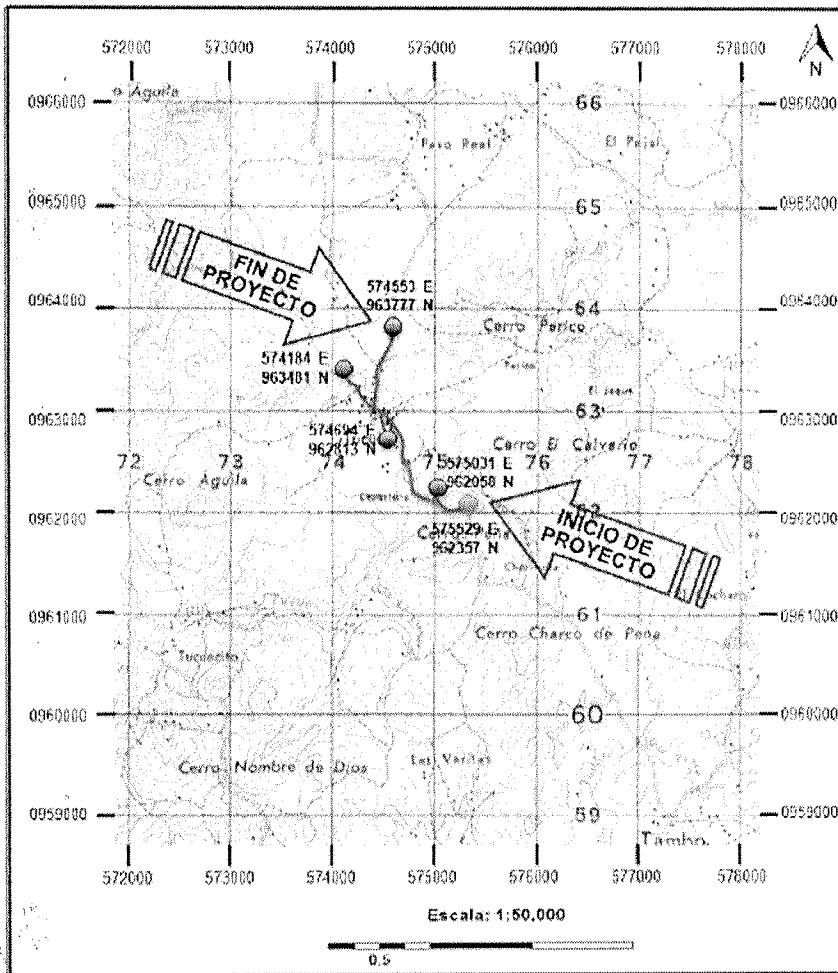 572000 573000 574000 575000 576000 577000 578000
N
0966000 66 0966000
o Aguila
Paso Real
El Pajal
0965000 65 0965000
FIN DE
PROYECTO
574553 E
963777 N
0964000 64 0964000
Cerro Perico
574184 E
963481 N
0963000 63 0963000
574694 E
962813 N
Cerro El Calvario
72 73 74 75 76 77 78
575031 E
962058 N
Cerro Aguila
0962000 0962000
575529 E
962357 N
INICIO DE
PROYECTO
0961000 61 0961000
Cerro Charco de Pena
0960000 60 0960000
Cerro Nombre de Dios
Las Varitas
0959000 59 0959000
Tambo
572000 573000 574000 575000 576000 577000 578000
Escala: 1:50,000
0.5